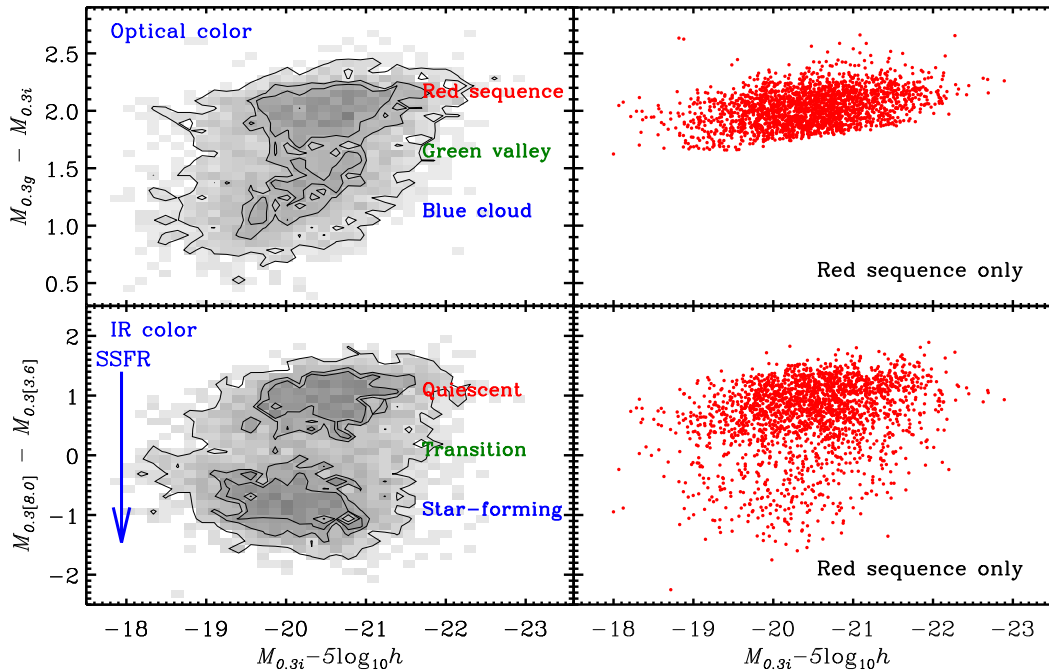 Optical color
2.5
2.0
1.5
1.0
0.5
M0.3g − M0.3i
Red sequence
Green valley
Blue cloud
Red sequence only
IR color
SSFR
2
1
0
−1
−2
M0.3[8.0] − M0.3[3.6]
Quiescent
Transition
Star−forming
Red sequence only
−18 −19 −20 −21 −22
−18 −19 −20 −21 −22 −23
M0.3i−5log10h
M0.3i−5log10h